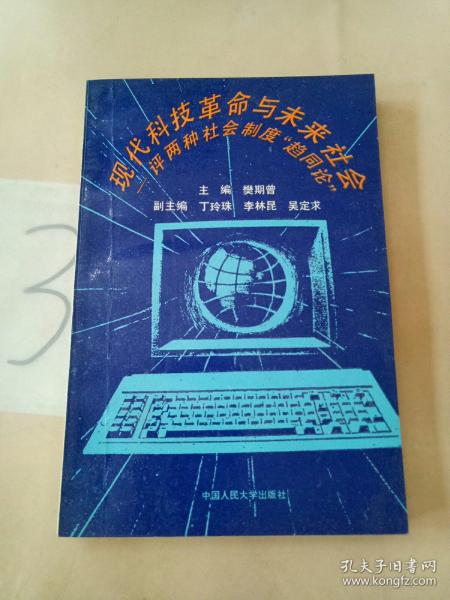 现代科技革命与未来社会
—评两种社会制度“趋同论”
主 编 樊期曾
副主编 丁玲珠 李林昆 吴定求
中国人民大学出版社
3
孔夫子旧书网
www.kongfz.com